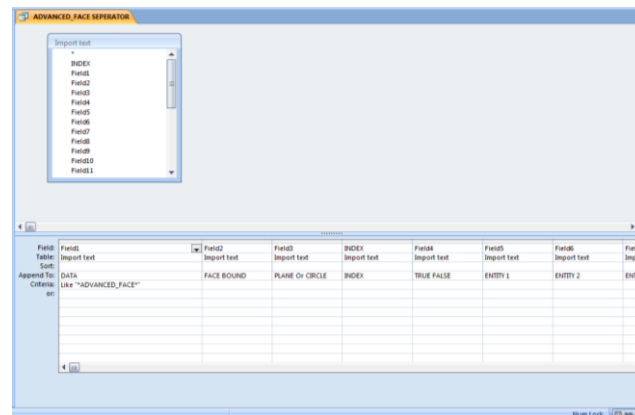 ADVANCED_FACE SEPERATOR
Import text
*
INDEX
Field1
Field2
Field3
Field4
Field5
Field6
Field7
Field8
Field9
Field10
Field11
Field: Field1 Field2 Field3 INDEX Field4 Field5 Field6 Fiel
Table: Import text Import text Import text Import text Import text Import text Import text Imp
Sort:
Append To: DATA FACE BOUND PLANE Or CIRCLE INDEX TRUE FALSE ENTITY 1 ENTITY 2 ENT
Criteria: Like "*ADVANCED_FACE*"
or:
Num Lock